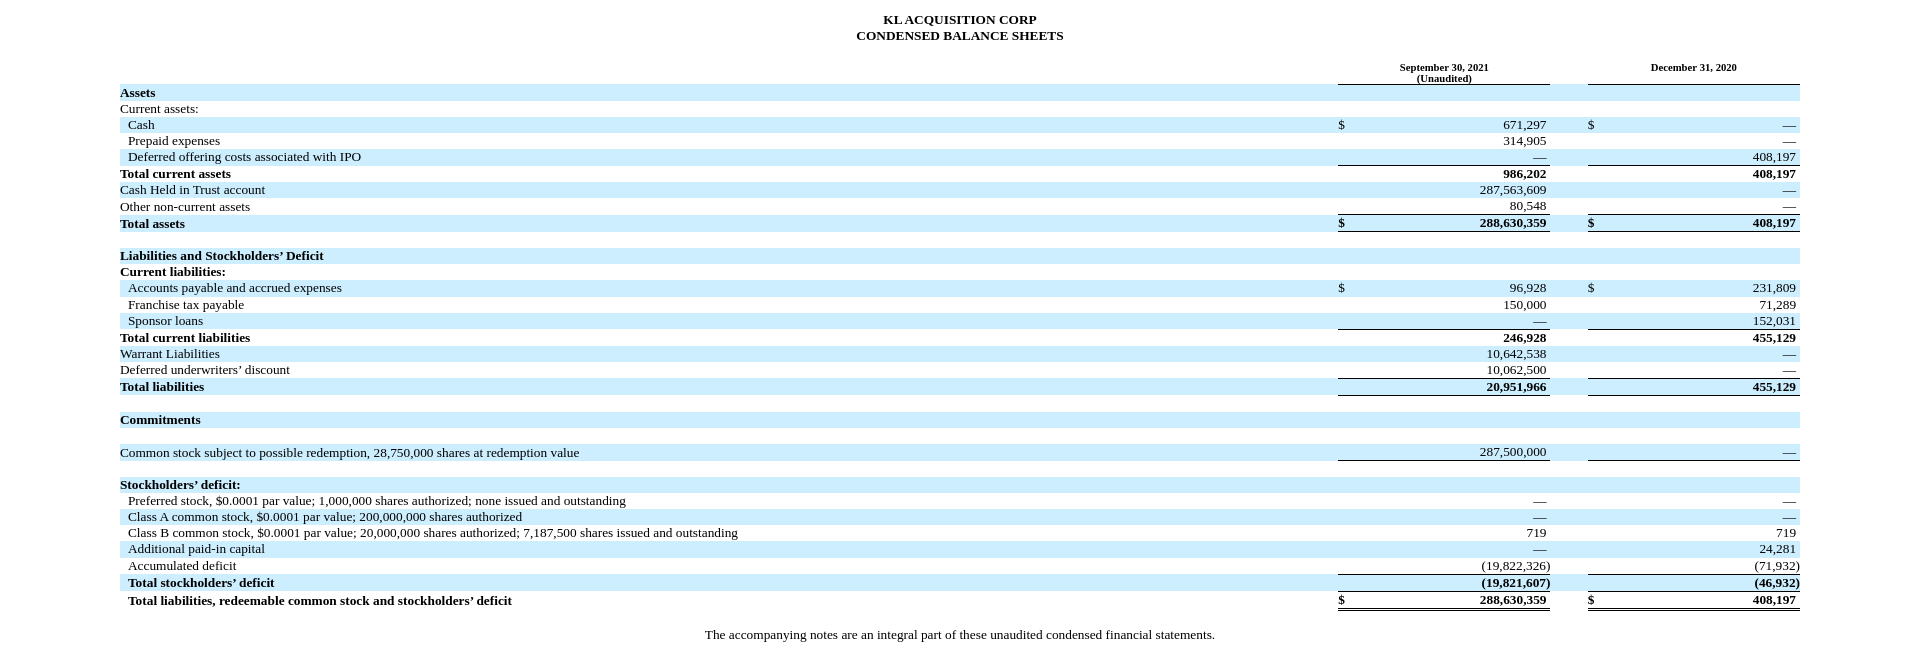 KL ACQUISITION CORP
CONDENSED BALANCE SHEETS
September 30, 2021 December 31, 2020
(Unaudited)
Assets
Current assets:
Cash $ 671,297 $ —
Prepaid expenses 314,905 —
Deferred offering costs associated with IPO — 408,197
Total current assets 986,202 408,197
Cash Held in Trust account 287,563,609 —
Other non-current assets 80,548 —
Total assets $ 288,630,359 $ 408,197
Liabilities and Stockholders’ Deficit
Current liabilities:
Accounts payable and accrued expenses $ 96,928 $ 231,809
Franchise tax payable 150,000 71,289
Sponsor loans — 152,031
Total current liabilities 246,928 455,129
Warrant Liabilities 10,642,538 —
Deferred underwriters’ discount 10,062,500 —
Total liabilities 20,951,966 455,129
Commitments
Common stock subject to possible redemption, 28,750,000 shares at redemption value 287,500,000 —
Stockholders’ deficit:
Preferred stock, $0.0001 par value; 1,000,000 shares authorized; none issued and outstanding — —
Class A common stock, $0.0001 par value; 200,000,000 shares authorized — —
Class B common stock, $0.0001 par value; 20,000,000 shares authorized; 7,187,500 shares issued and outstanding 719 719
Additional paid-in capital — 24,281
Accumulated deficit (19,822,326) (71,932)
Total stockholders’ deficit (19,821,607) (46,932)
Total liabilities, redeemable common stock and stockholders’ deficit $ 288,630,359 $ 408,197
The accompanying notes are an integral part of these unaudited condensed financial statements.